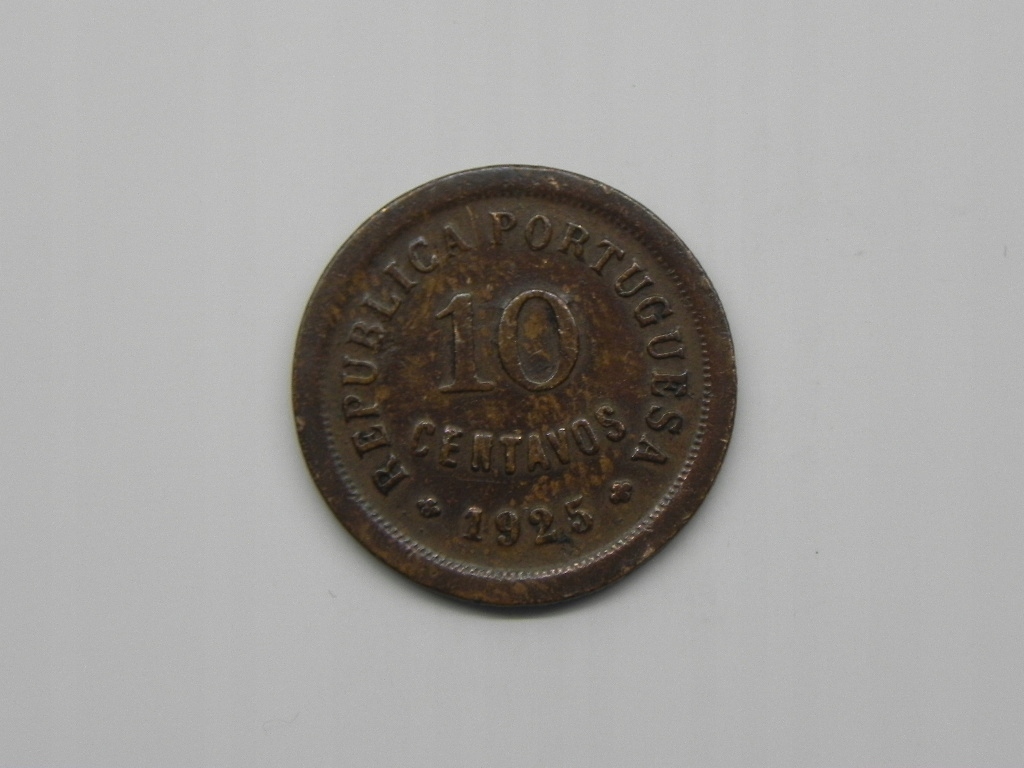 REPUBLICA PORTUGUESA
10
CENTAVOS
1925